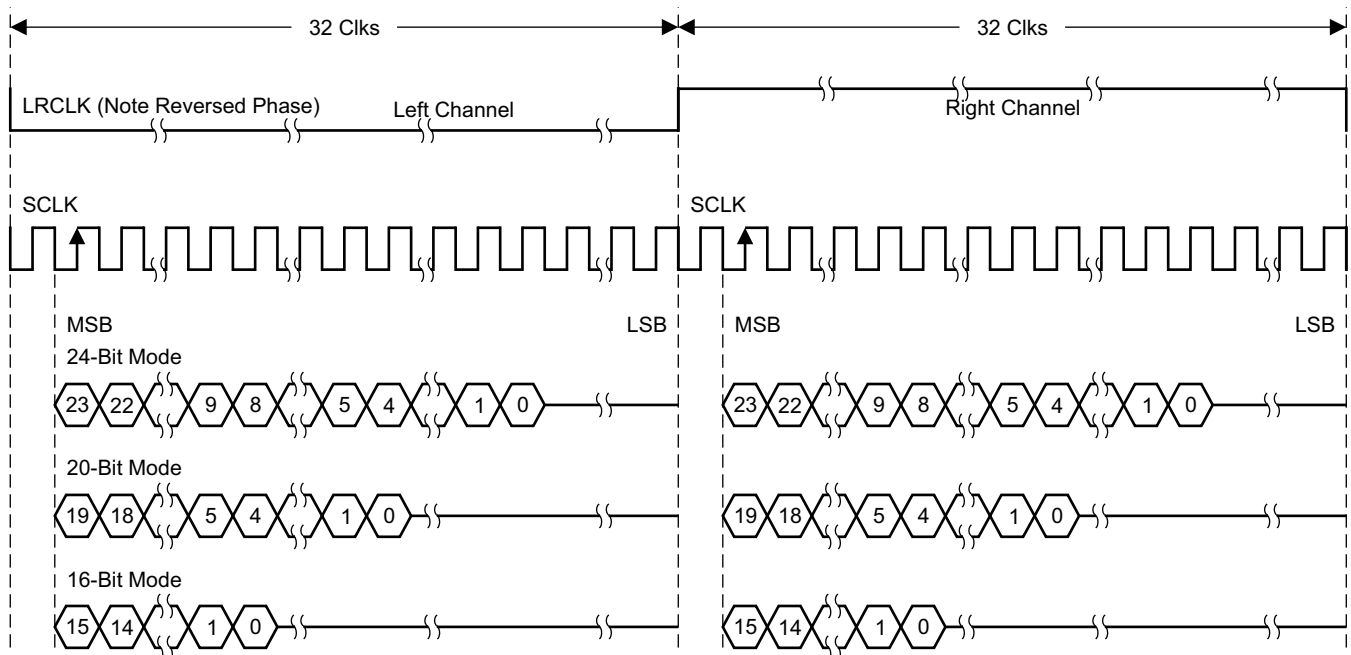 32 Clks 32 Clks
LRCLK (Note Reversed Phase) Left Channel Right Channel
SCLK SCLK
MSB LSB MSB LSB
24-Bit Mode
23 22 9 8 5 4 1 0 23 22 9 8 5 4 1 0
20-Bit Mode
19 18 5 4 1 0 19 18 5 4 1 0
16-Bit Mode
15 14 1 0 15 14 1 0